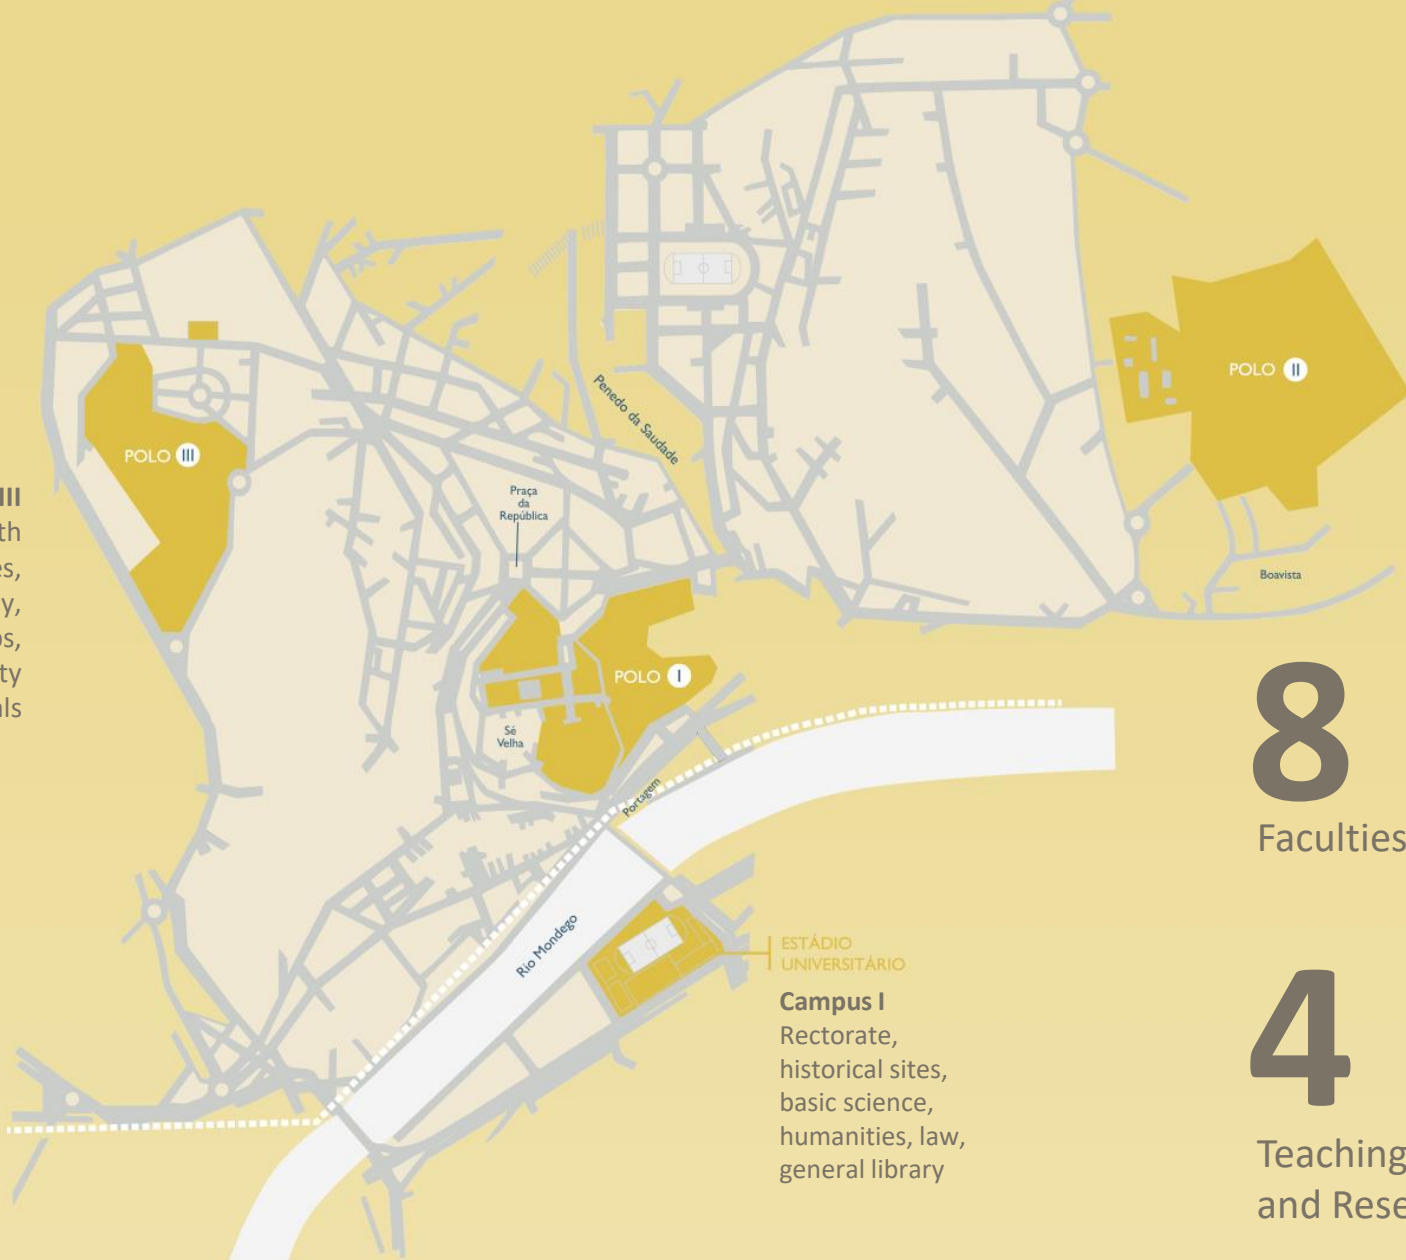 POLO II
POLO III
Penedo da Saudade
Praça
da
República
III
Boavista
POLO I
Sé
Velha
Portagem
8
Faculties
Rio Mondego
ESTÁDIO
UNIVERSITÁRIO
Campus I
Rectorate,
historical sites,
basic science,
humanities, law,
general library
4
Teaching
and